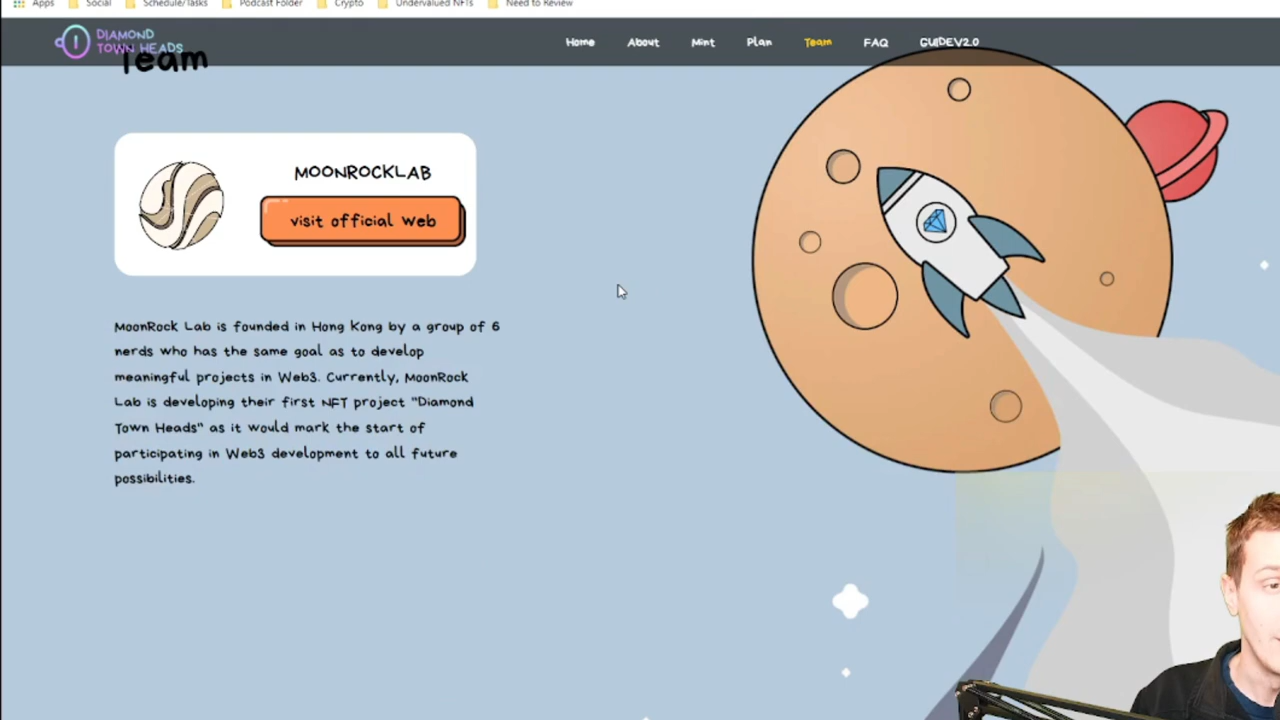 Apps Social Schedule/Tasks Podcast Folder Crypto Undervalued NFTs Need to Review
DIAMOND
TOWN HEADS
Home About Mint Plan Team FAQ GUIDEV2.0
Team
MOONROCKLAB
visit official web
MoonRock Lab is founded in Hong Kong by a group of 6
nerds who has the same goal as to develop
meaningful projects in Web3. Currently, MoonRock
Lab is developing their first NFT project "Diamond
Town Heads" as it would mark the start of
participating in Web3 development to all future
possibilities.